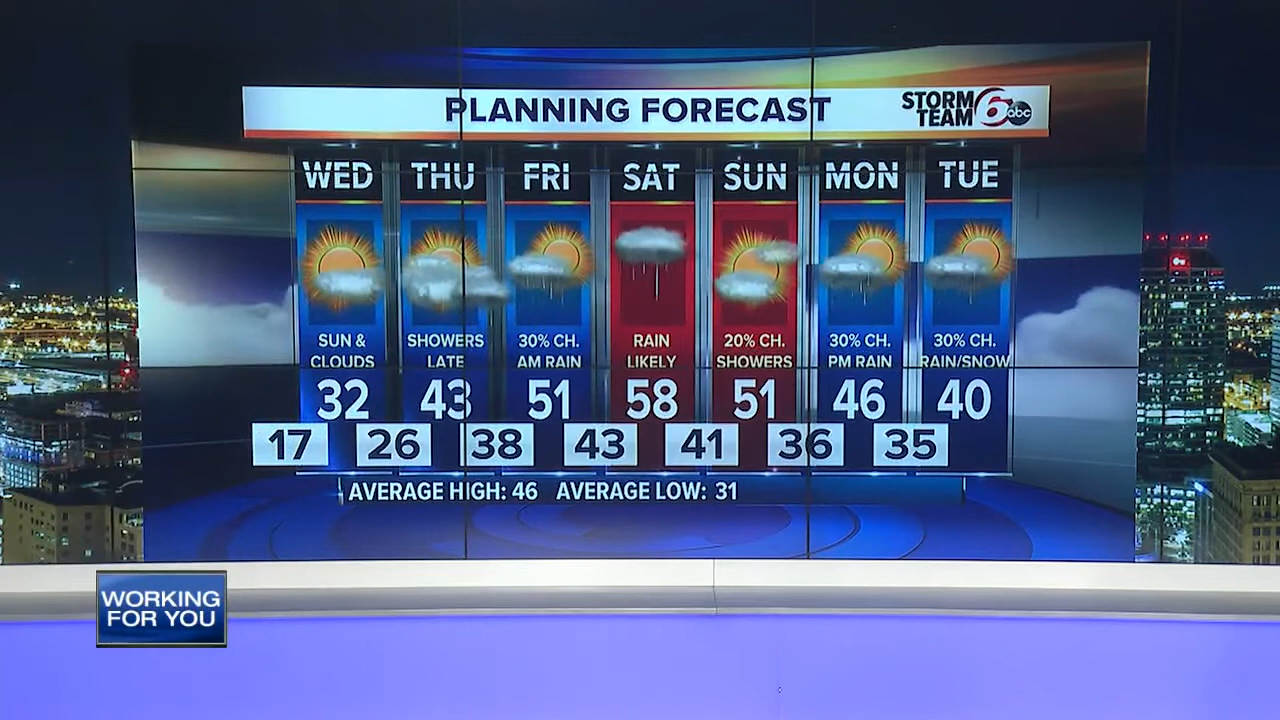 PLANNING FORECAST
STORM
TEAM 6 abc
WED THU FRI SAT SUN MON TUE
SUN & CLOUDS
SHOWERS LATE
30% CH. AM RAIN
RAIN LIKELY
20% CH. SHOWERS
30% CH. PM RAIN
30% CH. RAIN/SNOW
32 43 51 58 51 46 40
17 26 38 43 41 36 35
AVERAGE HIGH: 46 AVERAGE LOW: 31
WORKING
FOR YOU